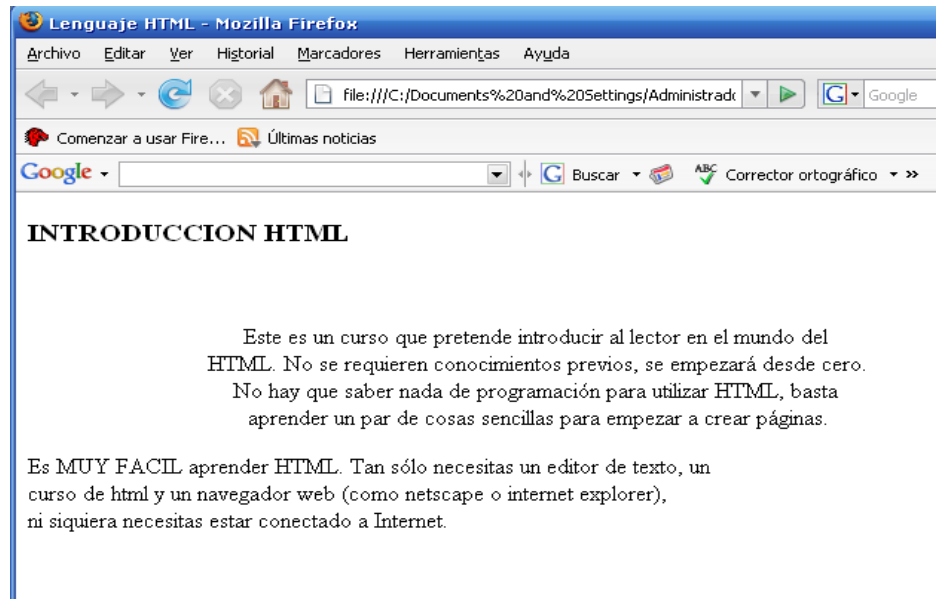 Lenguaje HTML - Mozilla Firefox
Archivo Editar Ver Historial Marcadores Herramientas Ayuda
file:///C:/Documents%20and%20Settings/Administradc G Google
Comenzar a usar Fire... Últimas noticias
Google G Buscar ABC Corrector ortográfico »
INTRODUCCION HTML
Este es un curso que pretende introducir al lector en el mundo del
HTML. No se requieren conocimientos previos, se empezará desde cero.
No hay que saber nada de programación para utilizar HTML, basta
aprender un par de cosas sencillas para empezar a crear páginas.
Es MUY FACIL aprender HTML. Tan sólo necesitas un editor de texto, un
curso de html y un navegador web (como netscape o internet explorer),
ni siquiera necesitas estar conectado a Internet.